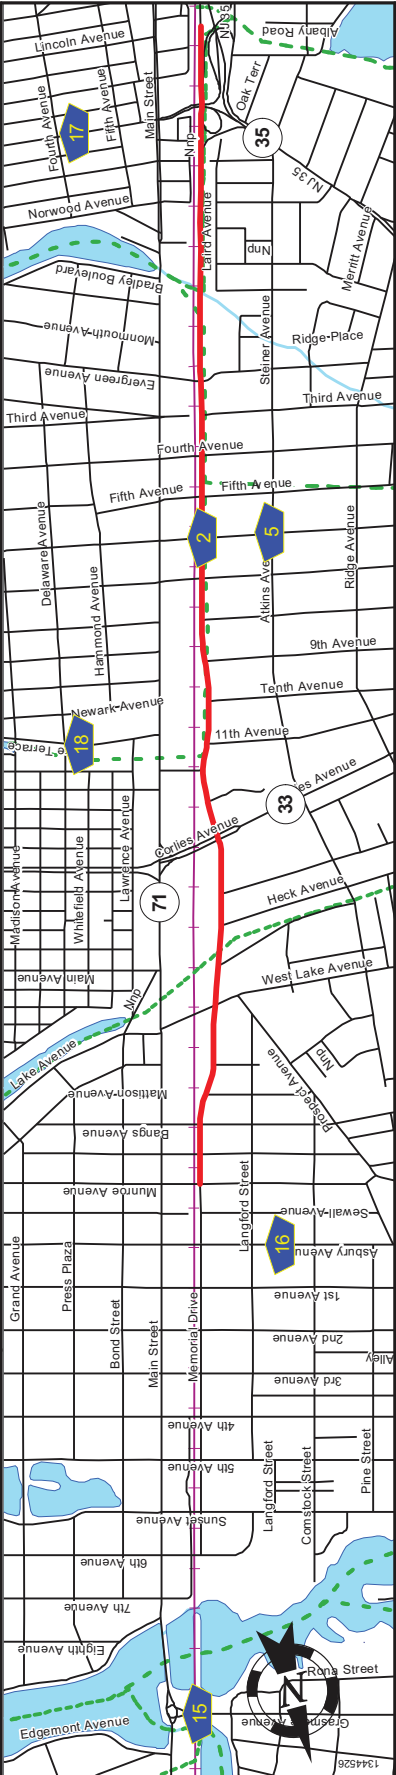 Lincoln Avenue
Fourth Avenue
Fifth Avenue
Main Street
NJ 35
Albany Road
Oak Terr
17
35
Nnp
NJ 35
Norwood Avenue
Laird Avenue
Nnp
Merritt Avenue
Bradley Boulevard
Monmouth Avenue
Steiner Avenue
Ridge Place
Evergreen Avenue
Third Avenue
Third Avenue
Fourth Avenue
Fifth Avenue
Fifth A enue
2
5
Delaware Avenue
Hammond Avenue
Atkins Ave
Ridge Avenue
9th Avenue
Tenth Avenue
Newark Avenue
11th Avenue
18
e Terrace
33
es Avenue
Corlies Avenue
Madison Avenue
Whitefield Avenue
Lawrence Avenue
71
Heck Avenue
Main Avenue
West Lake Avenue
Nnp
Lake Avenue
Prospect Avenue
Nnp
Mattison Avenue
Bangs Avenue
Munroe Avenue
Langford Street
Sewall Avenue
16
Asbury Avenu
Grand Avenue
Press Plaza
Bond Street
Main Street
Memorial Drive
1st Avenue
2nd Avenue
Alley
3rd Avenue
4th Avenue
5th Avenue
Langford Street
Comstock Street
Pine Street
Sunset Avenue
6th Avenue
7th Avenue
Eighth Avenue
Edgemont Avenue
15
N
Rona Street
Grasm e Avenue
1344526